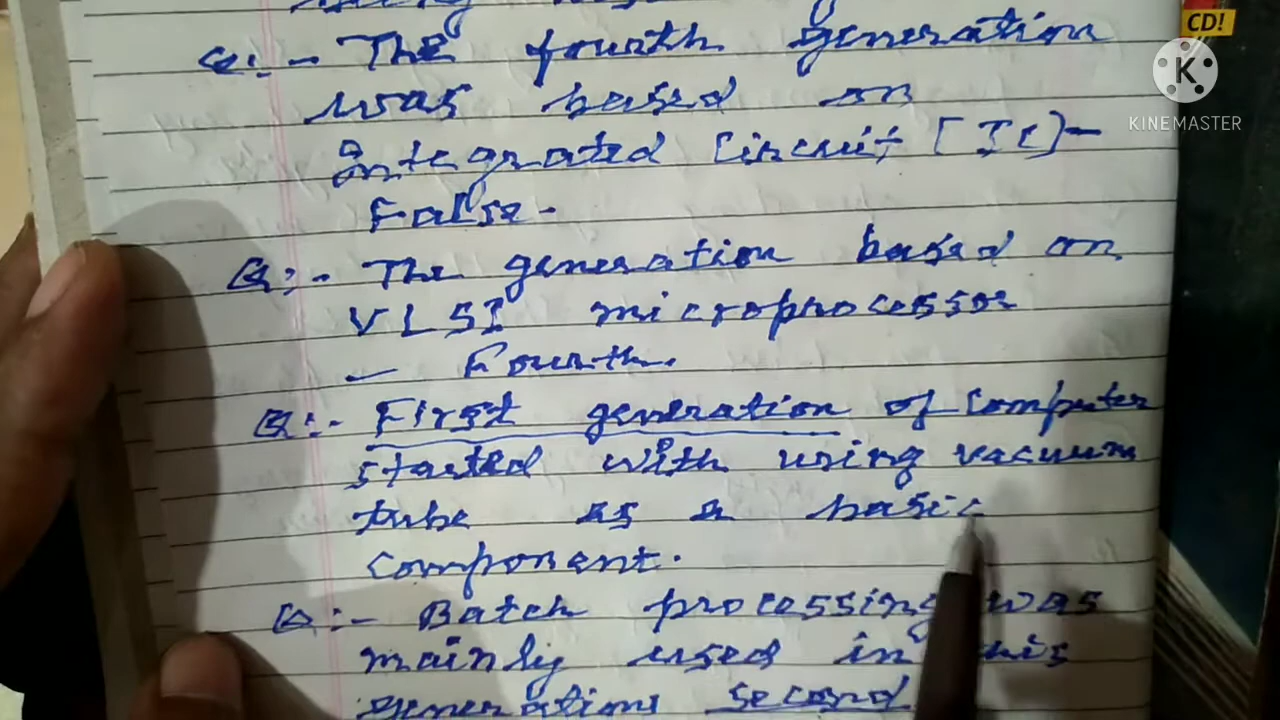 Q:- The fourth generation
was based on
Integrated Circuit [IC]-
False-
Q:- The generation based on
VLSI microprocessor
- Fourth.
Q:- First generation of computer
started with using vacuum
tube as a basic
component.
Q:- Batch processing was
mainly used in this
generations second
CD!
K
KINEMASTER